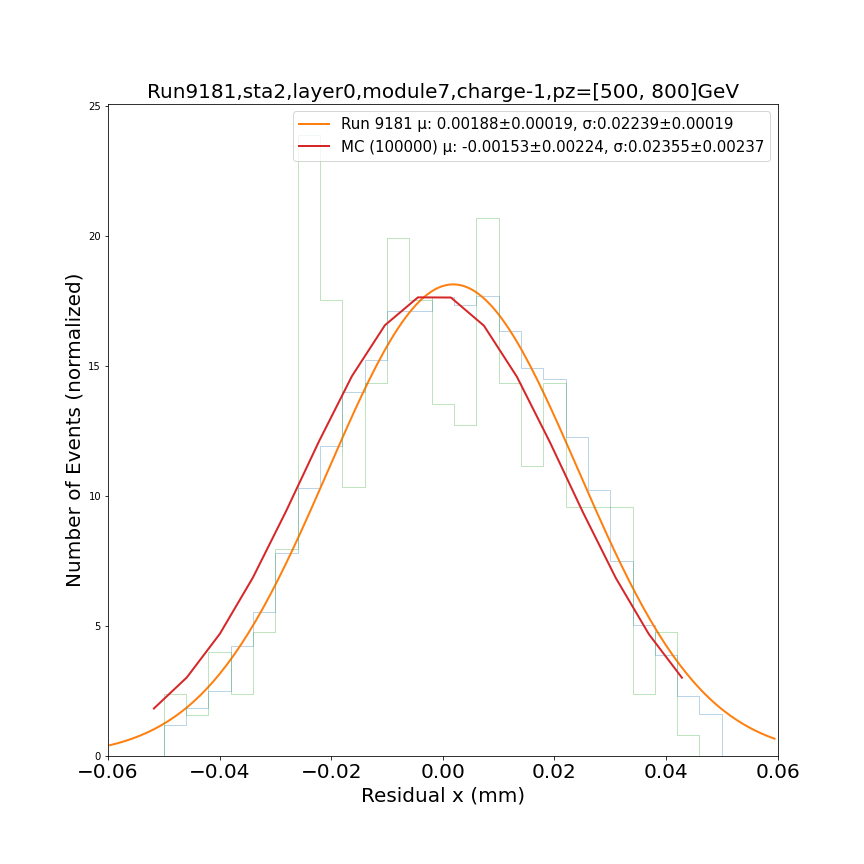 Run9181,sta2,layer0,module7,charge-1,pz=[500, 800]GeV
Run 9181 μ: 0.00188±0.00019, σ:0.02239±0.00019
MC (100000) μ: -0.00153±0.00224, σ:0.02355±0.00237
Number of Events (normalized)
25
20
15
10
5
0
−0.06
−0.04
−0.02
0.00
0.02
0.04
0.06
Residual x (mm)